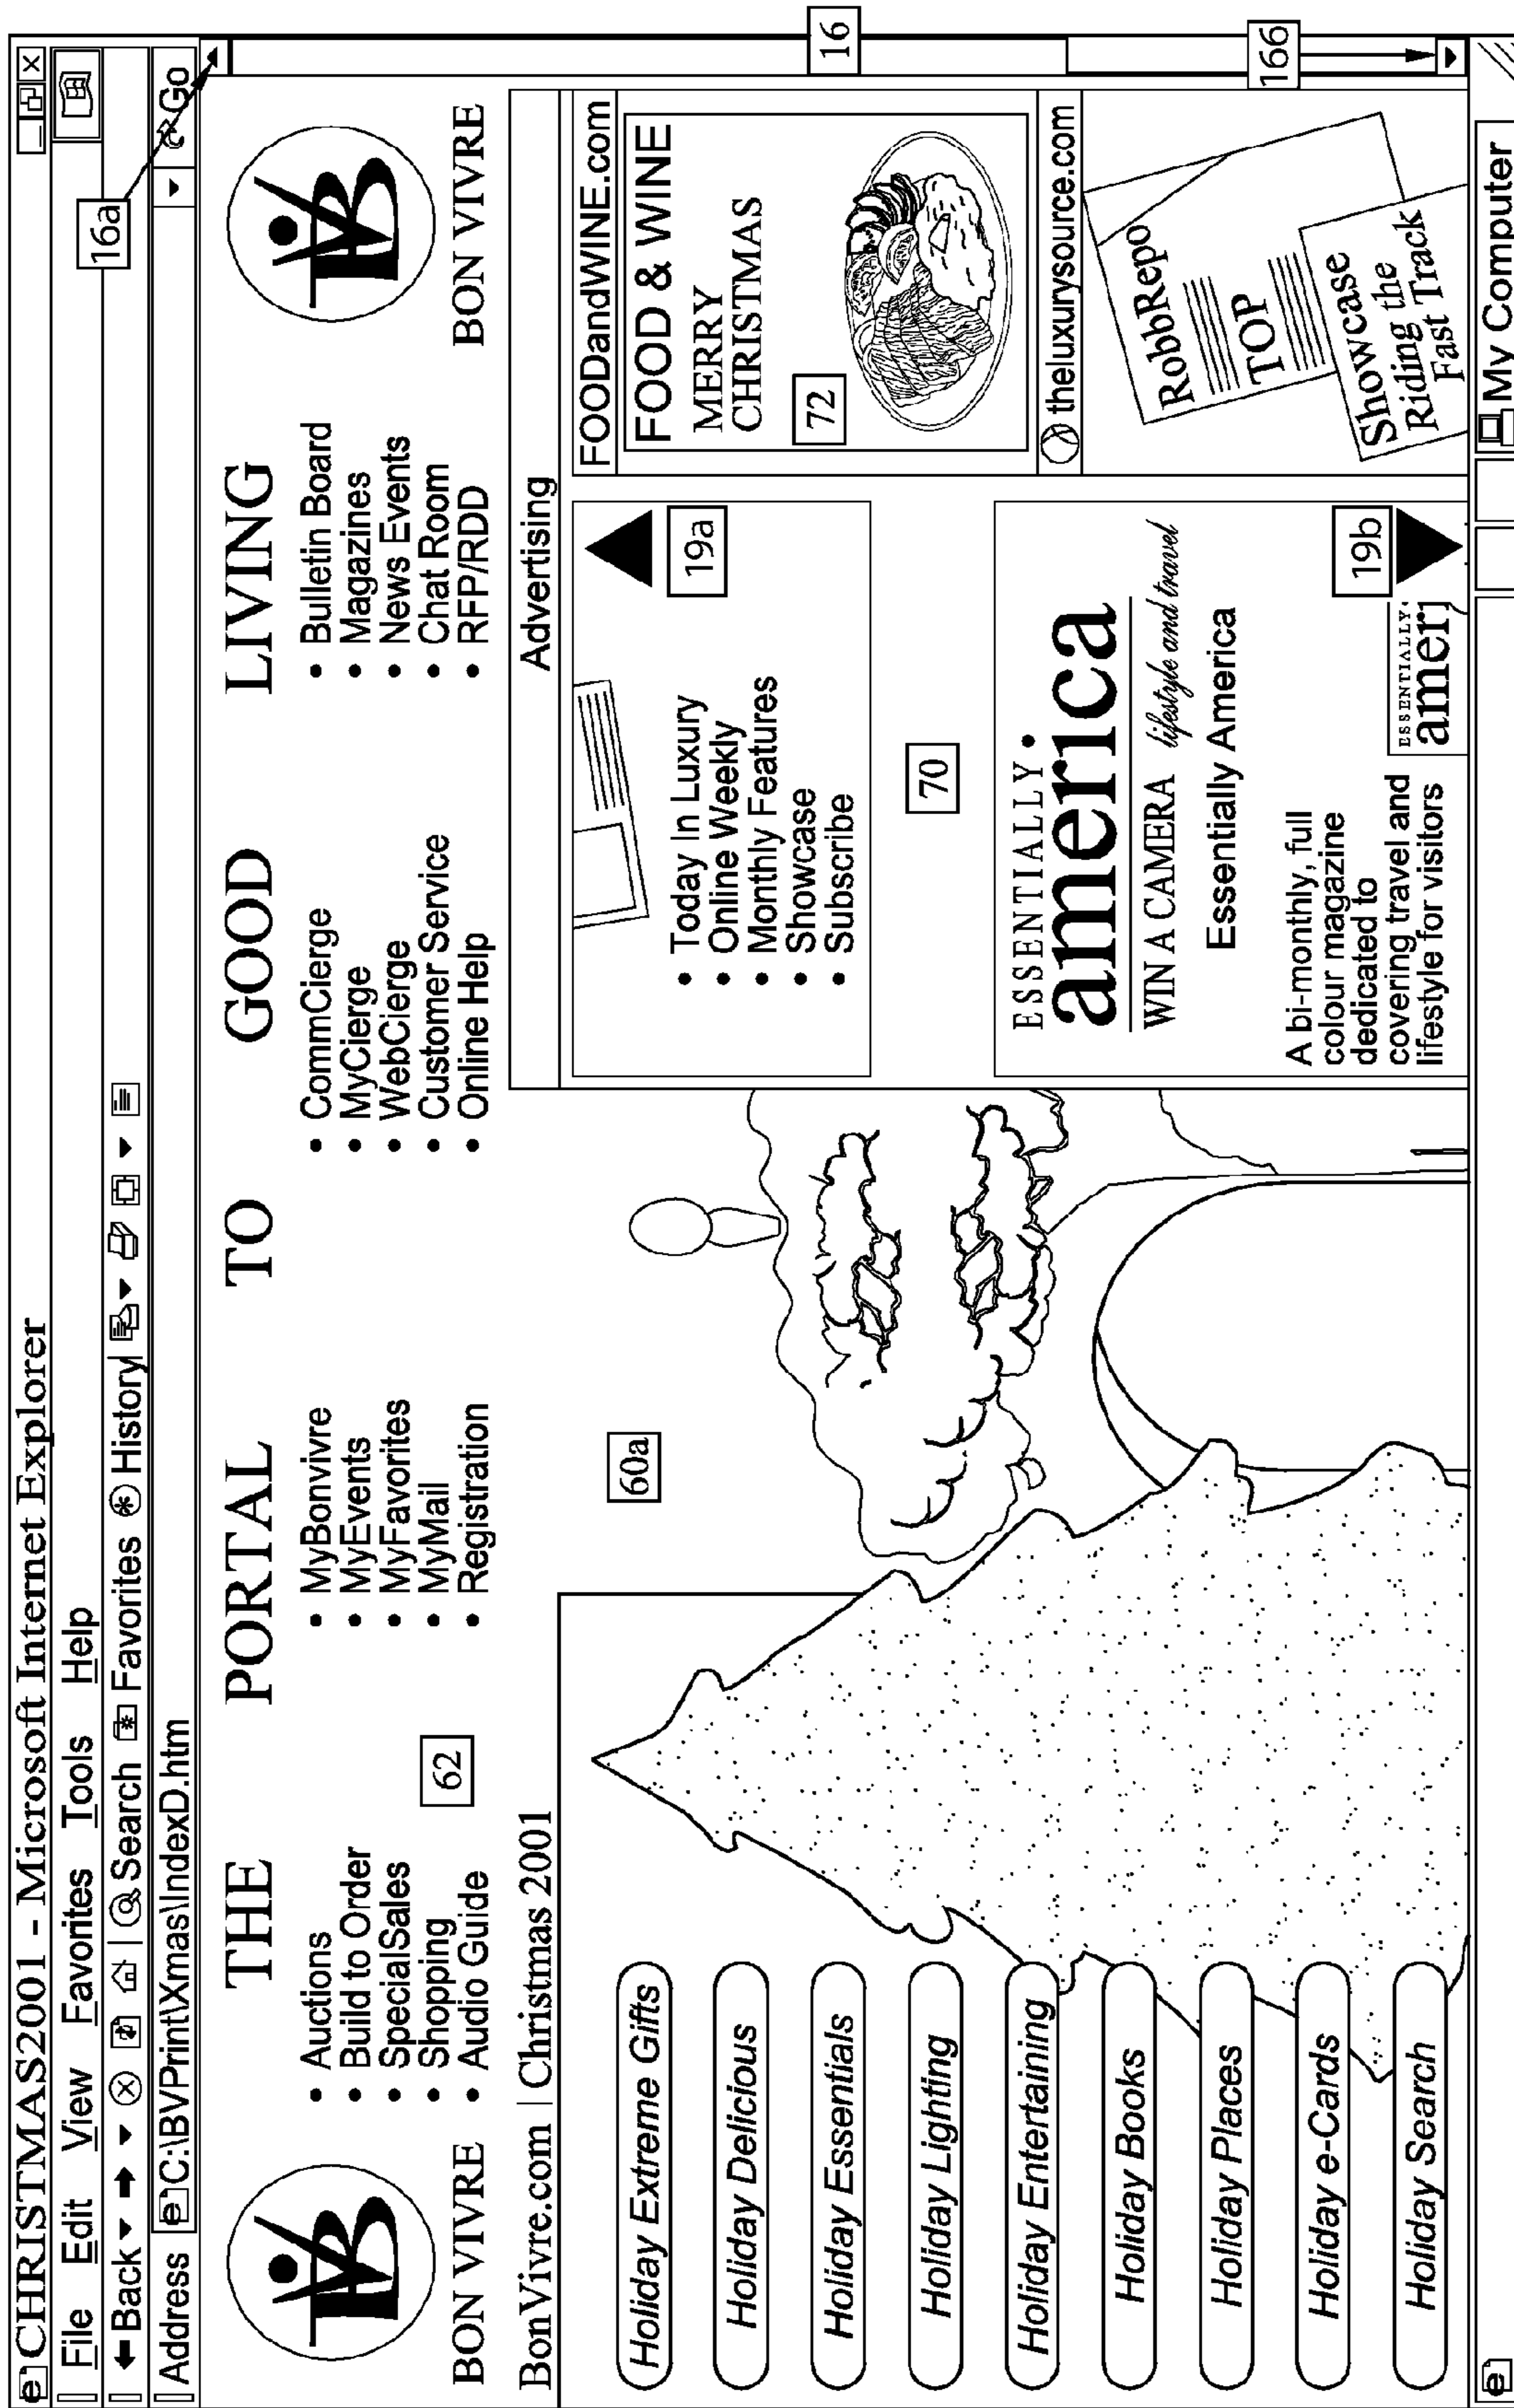 CHRISTMAS2001 - Microsoft Internet Explorer
File Edit View Favorites Tools Help
Back Search Favorites History
16a
Address C:\BVPrint\Xmas\IndexD.htm Go
THE PORTAL TO GOOD LIVING
BON VIVRE
• Auctions
• Build to Order
• SpecialSales
• Shopping
• Audio Guide
62
• MyBonvivre
• MyEvents
• MyFavorites
• MyMail
• Registration
• CommCierge
• MyCierge
• WebCierge
• Customer Service
• Online Help
• Bulletin Board
• Magazines
• News Events
• Chat Room
• RFP/RDD
BON VIVRE
BonVivre.com | Christmas 2001
Advertising
Holiday Extreme Gifts
Holiday Delicious
Holiday Essentials
Holiday Lighting
Holiday Entertaining
Holiday Books
Holiday Places
Holiday e-Cards
Holiday Search
60a
• Today In Luxury
• Online Weekly
• Monthly Features
• Showcase
• Subscribe
19a
70
ESSENTIALLY•
america
WIN A CAMERA lifestyle and travel
Essentially America
A bi-monthly, full
colour magazine
dedicated to
covering travel and
lifestyle for visitors
19b
ESSENTIALLY•
amer
FOODandWINE.com
FOOD & WINE
MERRY
CHRISTMAS
72
theluxurysource.com
RobbRepo
TOP
Showcase
Riding the
Fast Track
16
166
My Computer